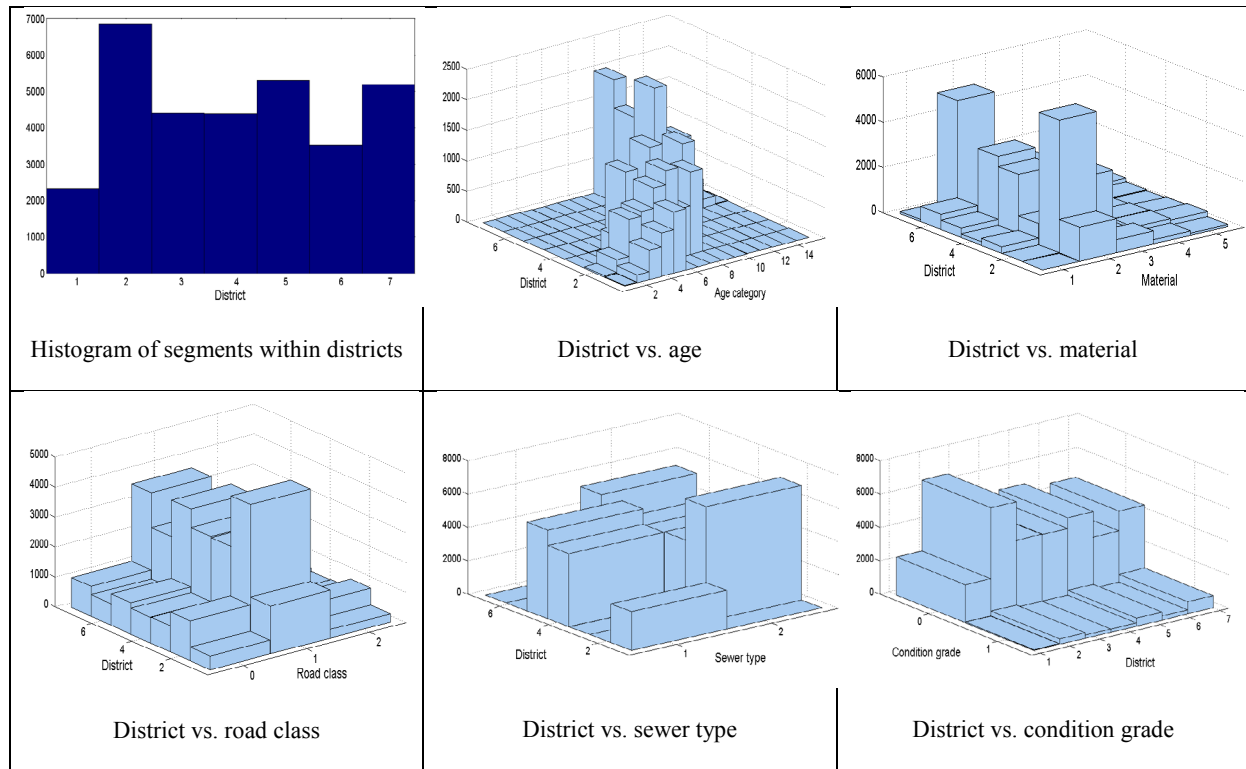 7000
6000
5000
4000
3000
2000
1000
0
1 2 3 4 5 6 7
District
2500
2000
1500
1000
500
0
6 4 2
District
2 4 6 8 10 12 14
Age category
6000
4000
2000
0
6 4 2
District
1 2 3 4 5
Material
Histogram of segments within districts
District vs. age
District vs. material
5000
4000
3000
2000
1000
0
6 4 2
District
0 1 2
Road class
8000
6000
4000
2000
0
6 4 2
District
1 2
Sewer type
8000
6000
4000
2000
0
0 1
Condition grade
1 2 3 4 5 6 7
District
District vs. road class
District vs. sewer type
District vs. condition grade